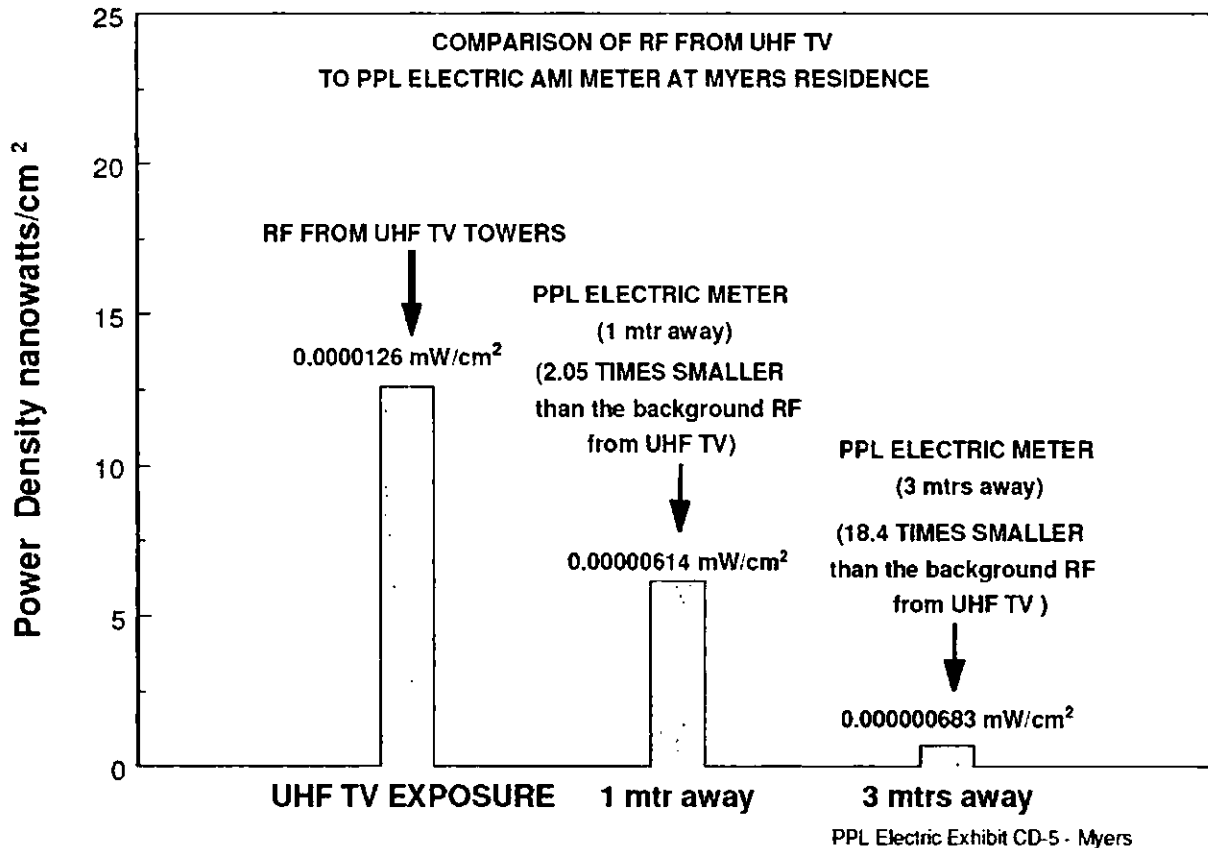 COMPARISON OF RF FROM UHF TV
TO PPL ELECTRIC AMI METER AT MYERS RESIDENCE
Power Density nanowatts/cm²
25
20
15
10
5
0
RF FROM UHF TV TOWERS
0.0000126 mW/cm²
PPL ELECTRIC METER
(1 mtr away)
(2.05 TIMES SMALLER
than the background RF
from UHF TV)
0.00000614 mW/cm²
PPL ELECTRIC METER
(3 mtrs away)
(18.4 TIMES SMALLER
than the background RF
from UHF TV )
0.000000683 mW/cm²
UHF TV EXPOSURE
1 mtr away
3 mtrs away
PPL Electric Exhibit CD-5 - Myers